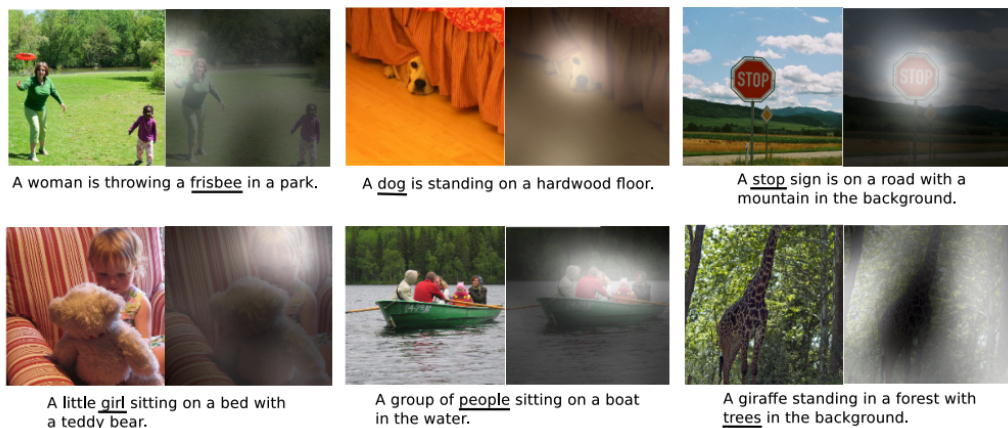 STOP
STOP
A woman is throwing a frisbee in a park.
A dog is standing on a hardwood floor.
A stop sign is on a road with a
mountain in the background.
A little girl sitting on a bed with
a teddy bear.
A group of people sitting on a boat
in the water.
A giraffe standing in a forest with
trees in the background.